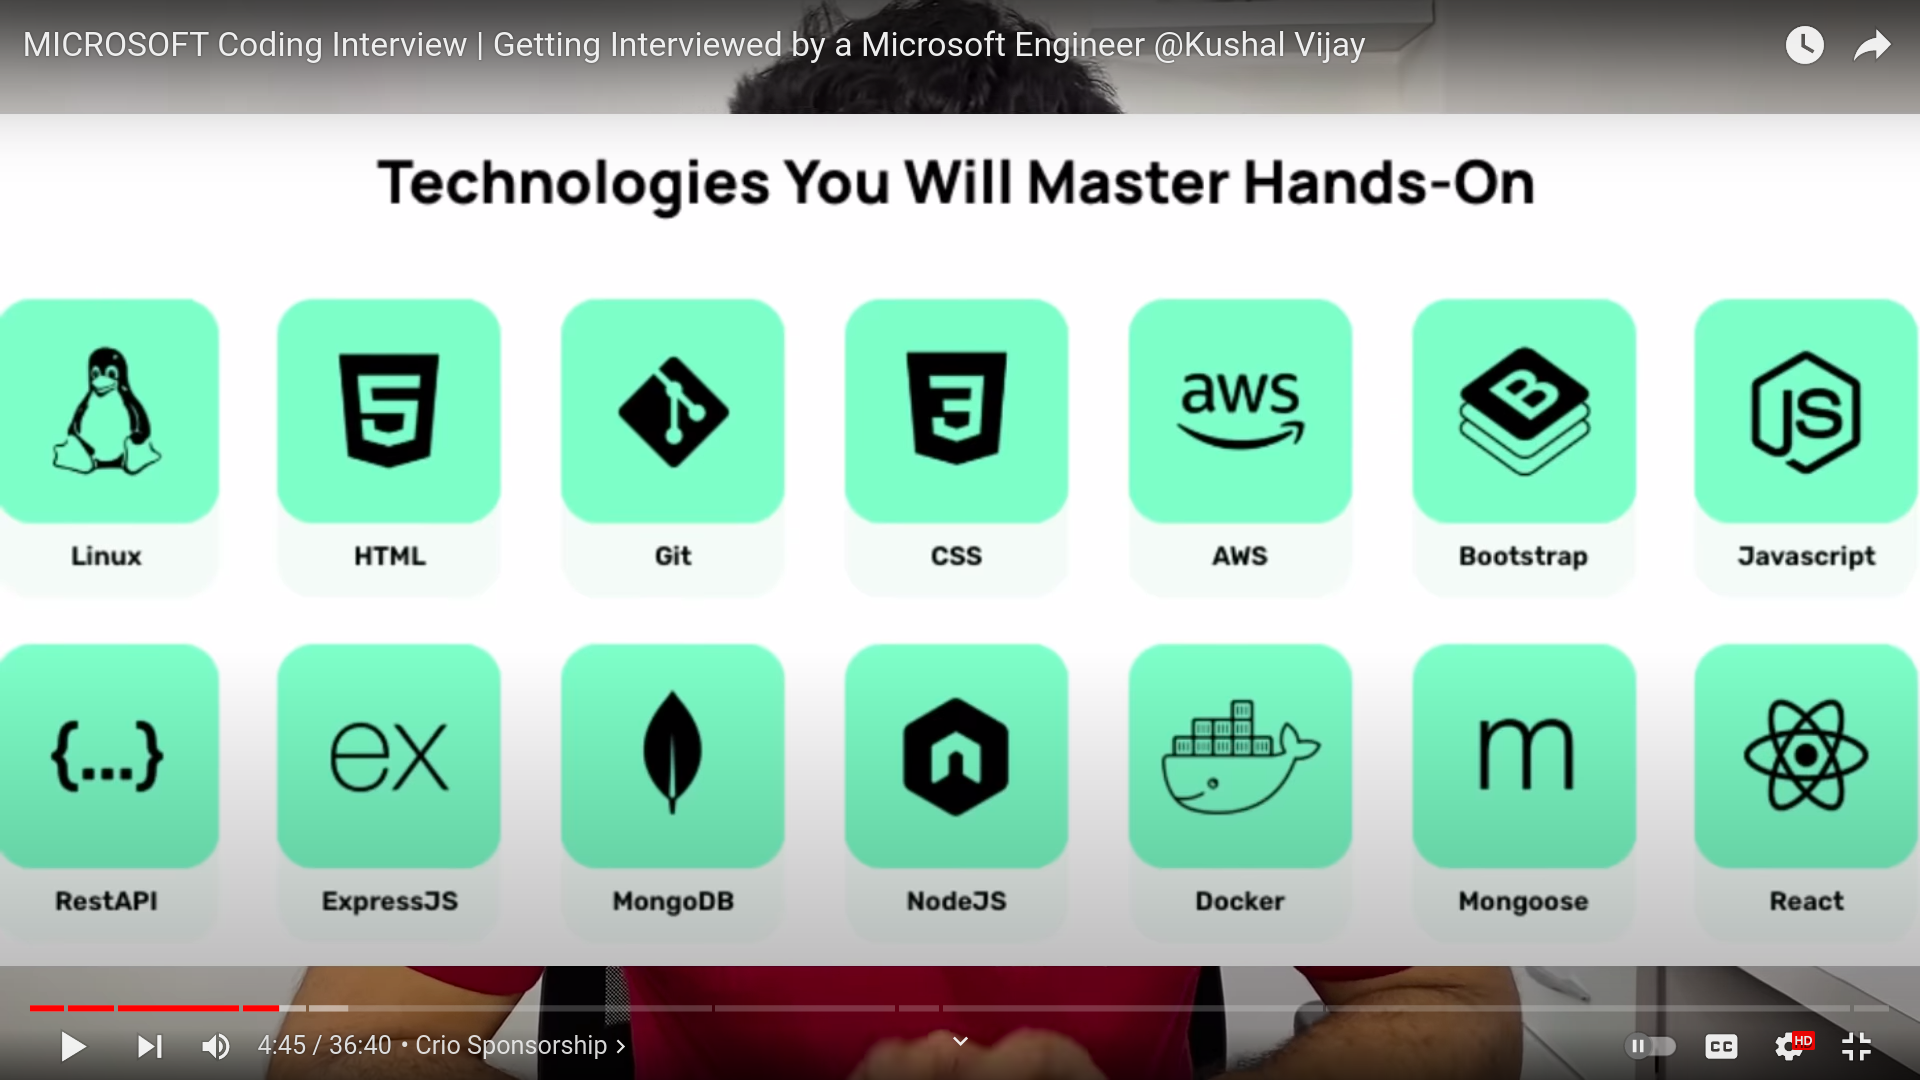 MICROSOFT Coding Interview | Getting Interviewed by a Microsoft Engineer @Kushal Vijay
Technologies You Will Master Hands-On
5
3
aws
B
JS
Linux
HTML
Git
CSS
AWS
Bootstrap
Javascript
{...}
ex
m
RestAPI
ExpressJS
MongoDB
NodeJS
Docker
Mongoose
React
4:45 / 36:40 • Crio Sponsorship
CC
HD